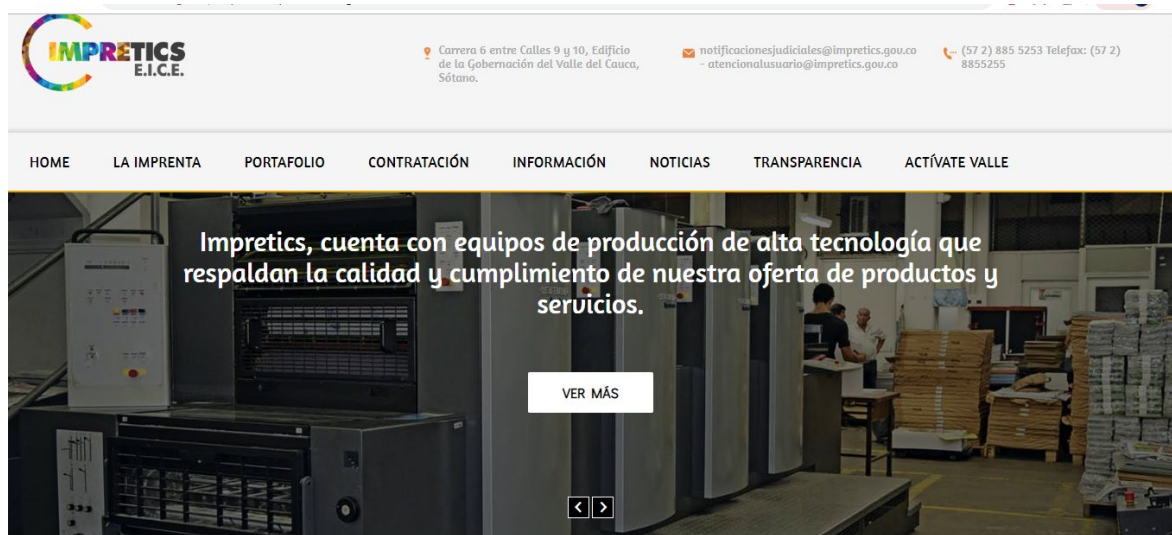 IMPRETICS
E.I.C.E.
Carrera 6 entre Calles 9 y 10, Edificio
de la Gobernación del Valle del Cauca,
Sótano.
notificacionesjudiciales@impretics.gov.co
- atencionalusuario@impretics.gov.co
(57 2) 885 5253 Telefax: (57 2)
8855255
HOME LA IMPRENTA PORTAFOLIO CONTRATACIÓN INFORMACIÓN NOTICIAS TRANSPARENCIA ACTÍVATE VALLE
Impretics, cuenta con equipos de producción de alta tecnología que
respaldan la calidad y cumplimiento de nuestra oferta de productos y
servicios.
VER MÁS